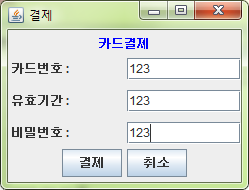 결제
카드결제
카드번호 : 123
유효기간 : 123
비밀번호 : 123
결제 취소